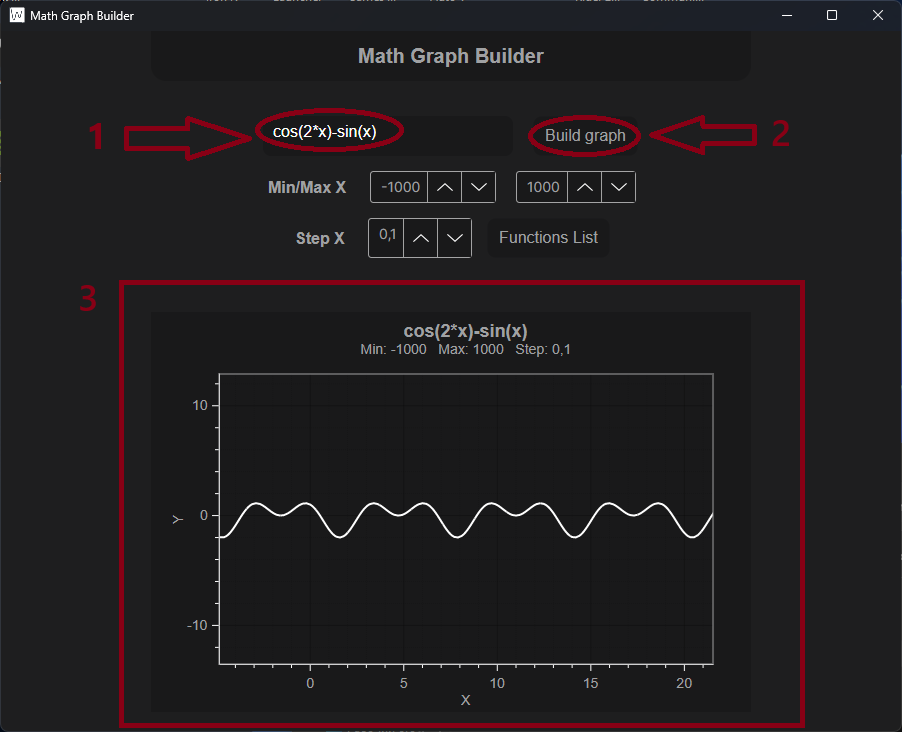 Math Graph Builder
Math Graph Builder
1
cos(2*x)-sin(x)
Build graph
2
Min/Max X
-1000
1000
Step X
0,1
Functions List
3
cos(2*x)-sin(x)
Min: -1000 Max: 1000 Step: 0,1
10
0
-10
Y
0 5 10 15 20
X